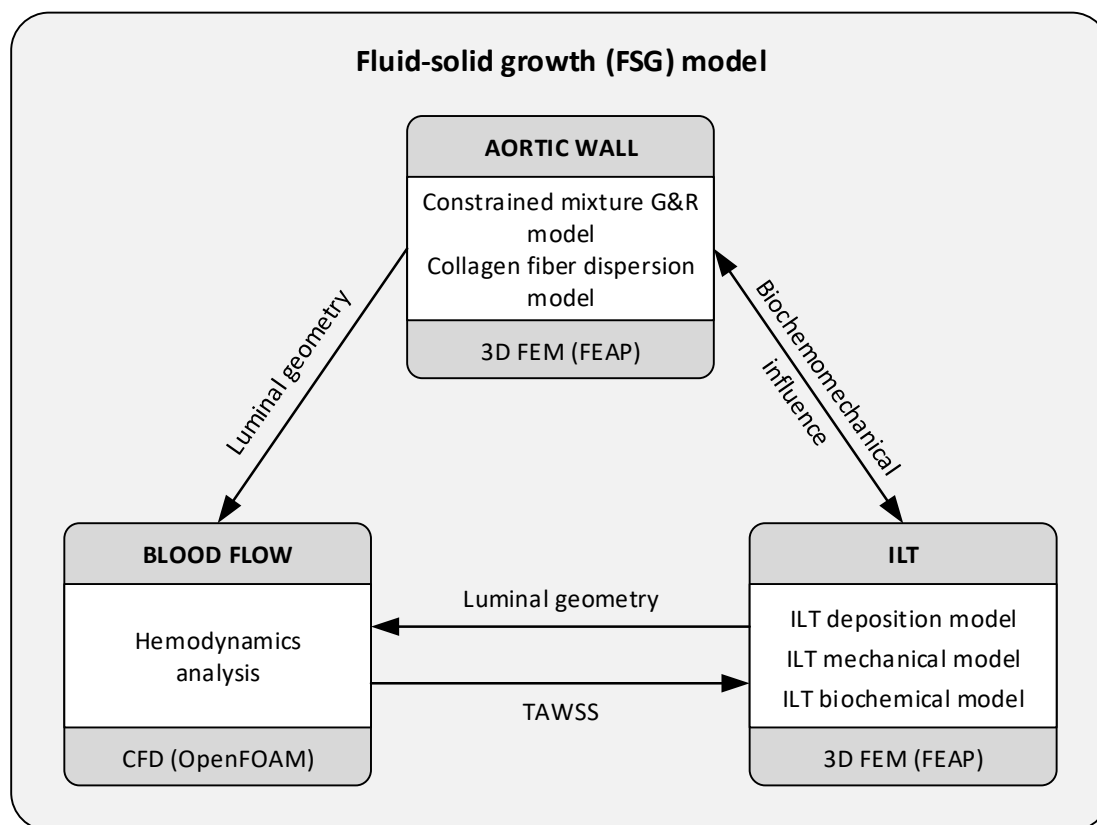 Fluid-solid growth (FSG) model
AORTIC WALL
Constrained mixture G&R
model
Collagen fiber dispersion
model
3D FEM (FEAP)
Luminal geometry
Biochemomechanical
influence
BLOOD FLOW
Hemodynamics
analysis
CFD (OpenFOAM)
Luminal geometry
TAWSS
ILT
ILT deposition model
ILT mechanical model
ILT biochemical model
3D FEM (FEAP)